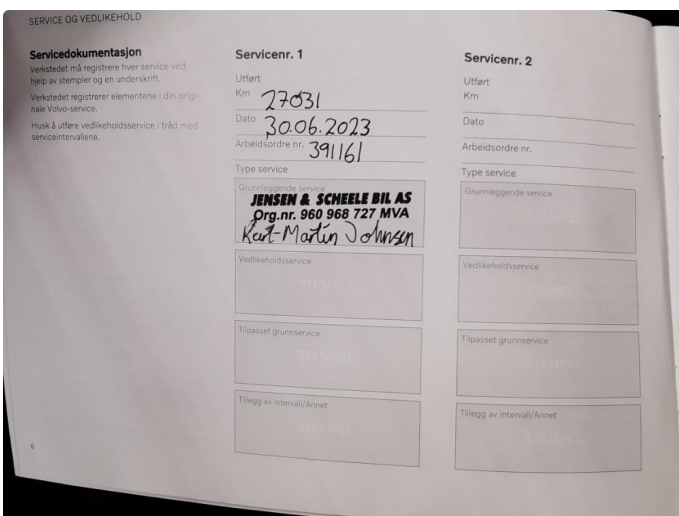 SERVICE OG VEDLIKEHOLD
Servicedokumentasjon
Verkstedet må registrere hver service ved
hjelp av stempler og en underskrift.
Verkstedet registrerer elementene i din origi-
nale Volvo-service.
Husk å utføre vedlikeholdsservice i tråd med
serviceintervallene.
6
Servicenr. 1
Utført
Km 27031
Dato 30.06.2023
Arbeidsordre nr. 391161
Type service
Grunnleggende service
JENSEN & SCHEELE BIL AS
Org.nr. 960 968 727 MVA
Karl-Martin Johnsen
Vedlikeholdsservice
STEMPEL
Tilpasset grunnservice
STEMPEL
Tillegg av intervall/Annet
STEMPEL
Servicenr. 2
Utført
Km
Dato
Arbeidsordre nr.
Type service
Grunnleggende service
STEMPEL
Vedlikeholdsservice
STEMPEL
Tilpasset grunnservice
STEMPEL
Tillegg av intervall/Annet
STEMPEL